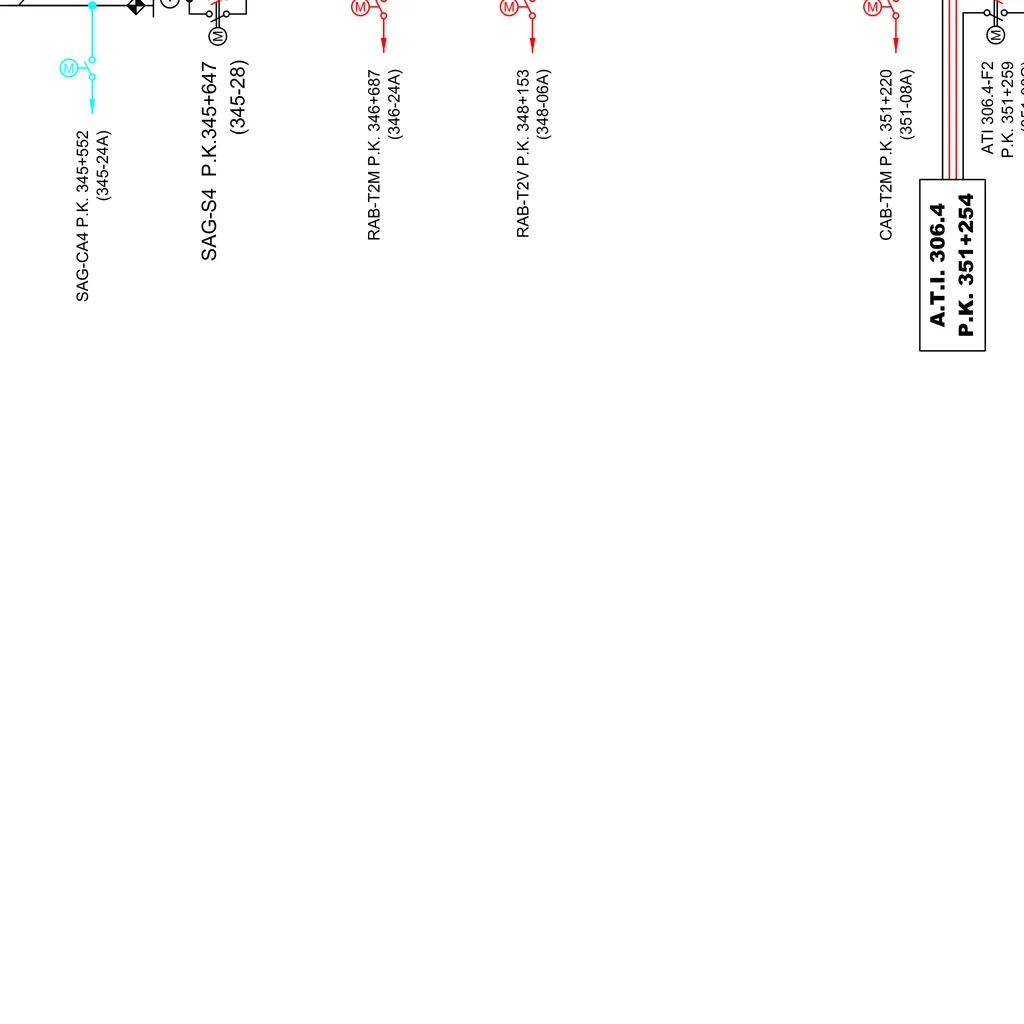 M
SAG-CA4 P.K. 345+552
(345-24A)
M
SAG-S4 P.K.345+647
(345-28)
M
RAB-T2M P.K. 346+687
(346-24A)
M
RAB-T2V P.K. 348+153
(348-06A)
M
CAB-T2M P.K. 351+220
(351-08A)
A.T.I. 306.4
P.K. 351+254
M
ATI 306.4-F2
P.K. 351+259